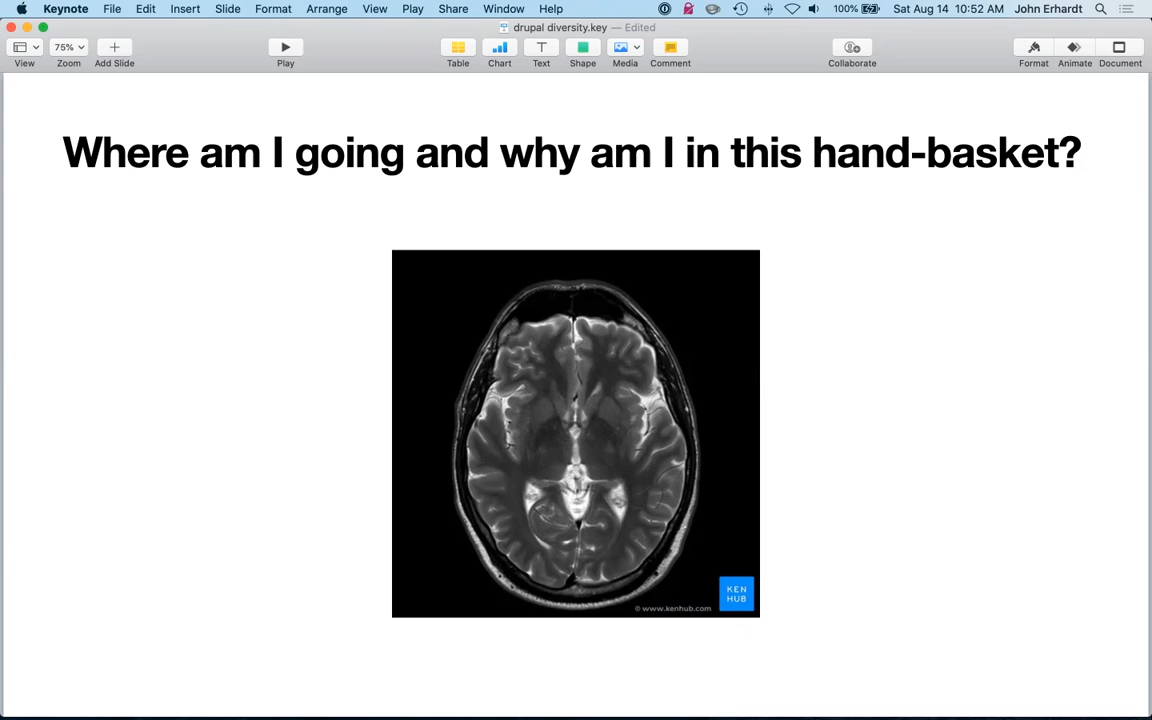 Keynote File Edit Insert Slide Format Arrange View Play Share Window Help 100% Sat Aug 14 10:52 AM John Erhardt
drupal diversity.key — Edited
75%
View Zoom Add Slide Play Table Chart Text Shape Media Comment Collaborate Format Animate Document
Where am I going and why am I in this hand-basket?
KEN
HUB
© www.kenhub.com